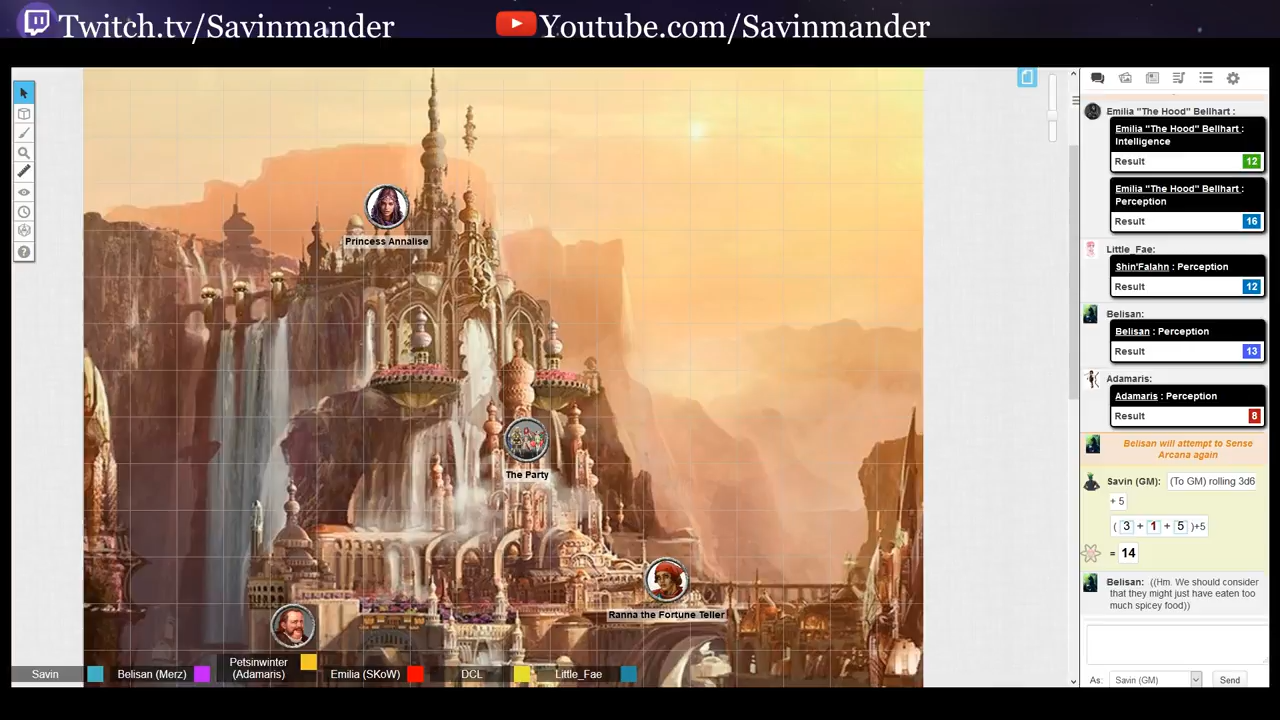 Twitch.tv/Savinmander
Youtube.com/Savinmander
Princess Annalise
The Party
Ranna the Fortune Teller
Savin
Belisan (Merz)
Petsinwinter
(Adamaris)
Emilia (SKoW)
DCL
Little_Fae
Emilia "The Hood" Bellhart :
Emilia "The Hood" Bellhart :
Intelligence
Result 12
Emilia "The Hood" Bellhart :
Perception
Result 16
Little_Fae:
Shin'Falahn : Perception
Result 12
Belisan:
Belisan : Perception
Result 13
Adamaris:
Adamaris : Perception
Result 8
Belisan will attempt to Sense
Arcana again
Savin (GM): (To GM) rolling 3d6
+ 5
( 3 + 1 + 5 )+5
= 14
Belisan: ((Hm. We should consider
that they might just have eaten too
much spicey food))
As: Savin (GM) Send